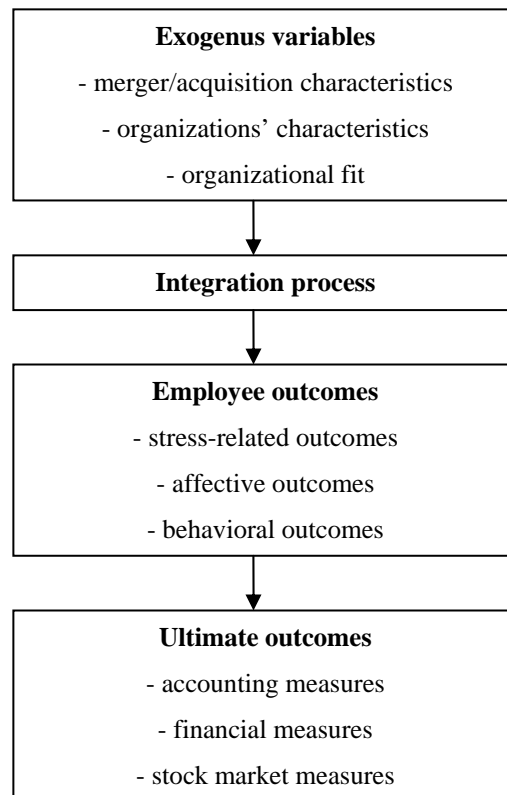 Exogenus variables
- merger/acquisition characteristics
- organizations’ characteristics
- organizational fit
Integration process
Employee outcomes
- stress-related outcomes
- affective outcomes
- behavioral outcomes
Ultimate outcomes
- accounting measures
- financial measures
- stock market measures